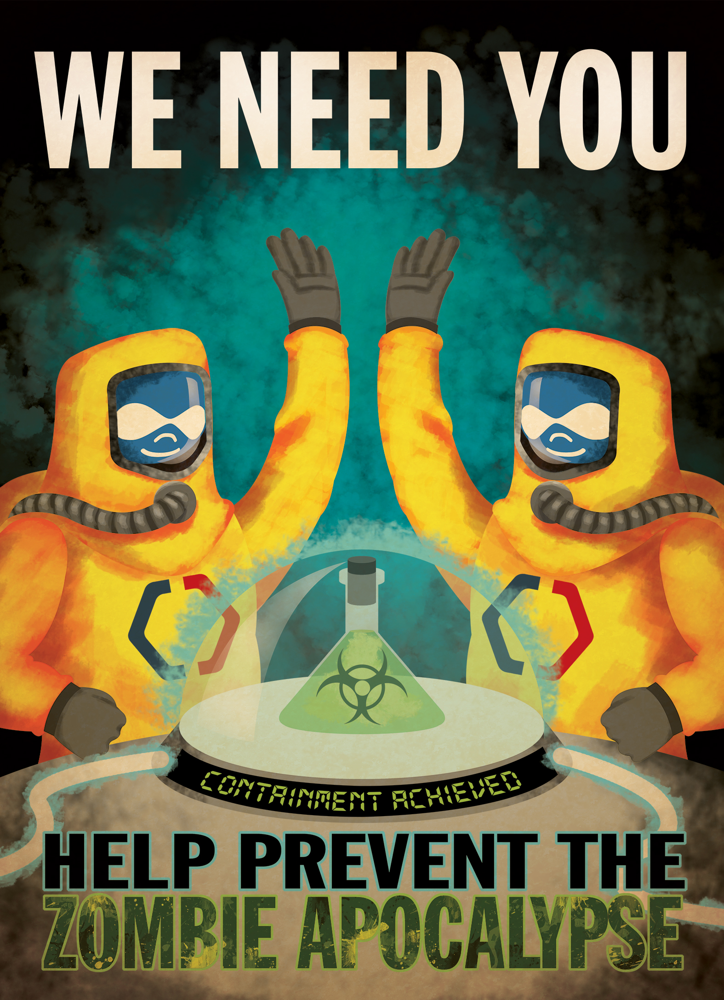 WE NEED YOU
CONTAINMENT ACHIEVED
HELP PREVENT THE
ZOMBIE APOCALYPSE